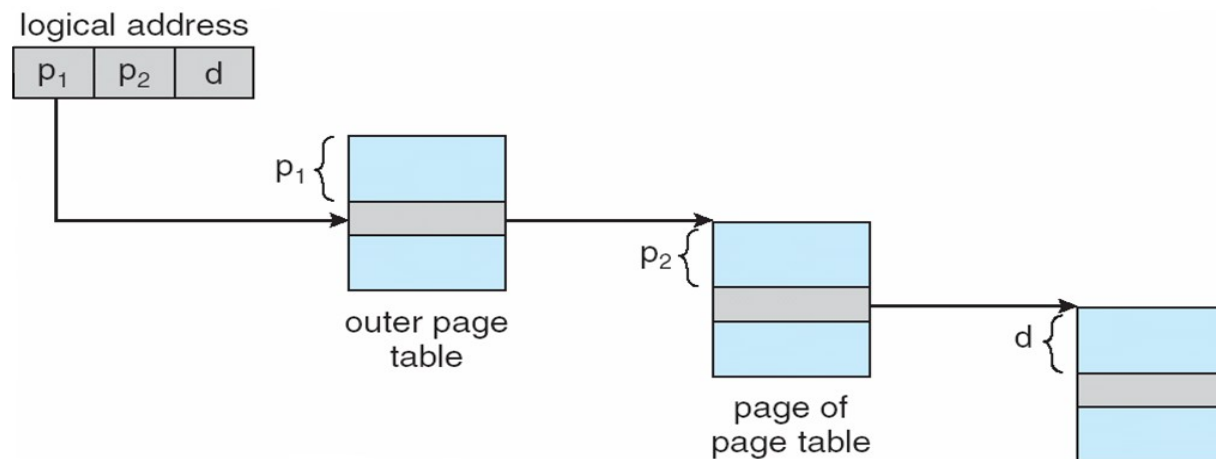 logical address
p₁ p₂ d
p₁
p₂
d
outer page
table
page of
page table